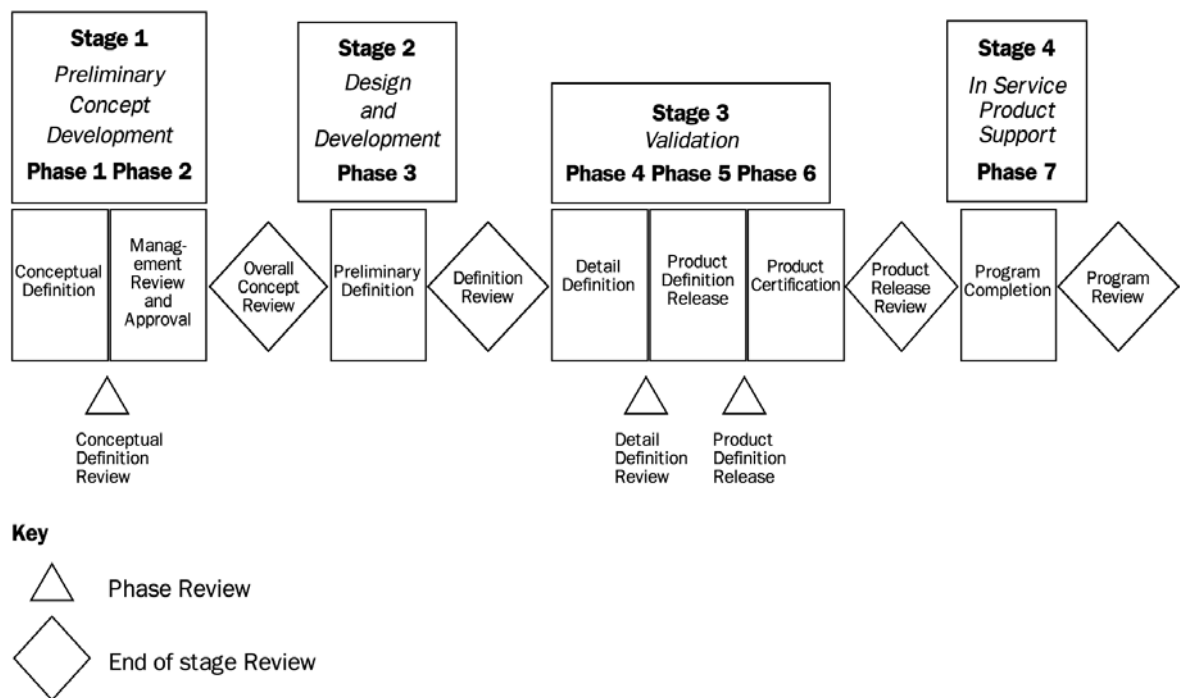 Stage 1
Preliminary
Concept
Development
Phase 1 Phase 2
Stage 2
Design
and
Development
Phase 3
Stage 3
Validation
Phase 4 Phase 5 Phase 6
Stage 4
In Service
Product
Support
Phase 7
Conceptual
Definition
Manag-
ement
Review
and
Approval
Overall
Concept
Review
Preliminary
Definition
Definition
Review
Detail
Definition
Product
Definition
Release
Product
Certification
Product
Release
Review
Program
Completion
Program
Review
Conceptual
Definition
Review
Detail
Definition
Review
Product
Definition
Release
Key
Phase Review
End of stage Review